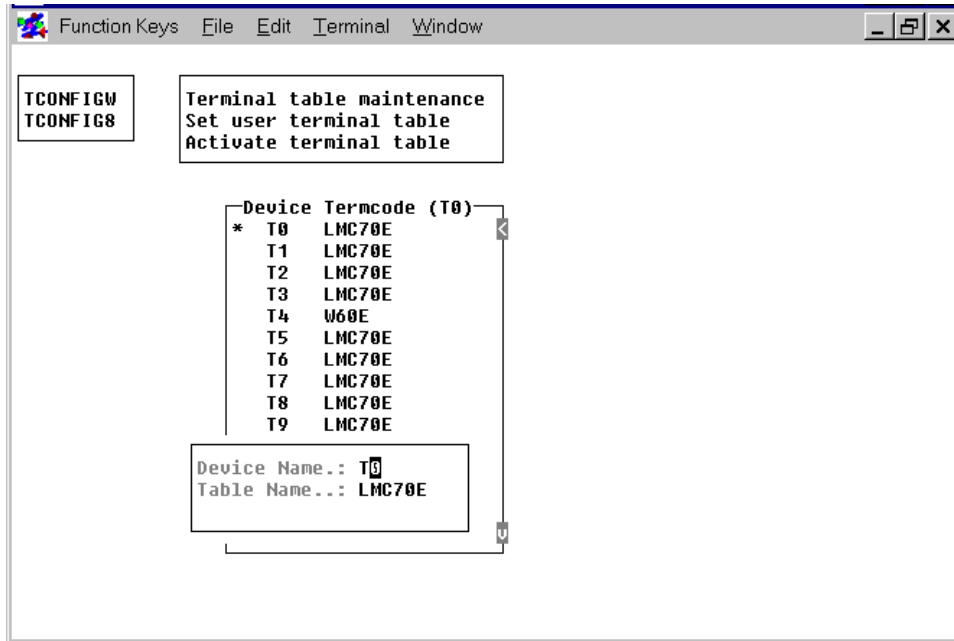 Function Keys File Edit Terminal Window
TCONFIGW
TCONFIG8
Terminal table maintenance
Set user terminal table
Activate terminal table
Device Termcode (T0)
* T0 LMC70E
T1 LMC70E
T2 LMC70E
T3 LMC70E
T4 W60E
T5 LMC70E
T6 LMC70E
T7 LMC70E
T8 LMC70E
T9 LMC70E
Device Name.: T
Table Name..: LMC70E